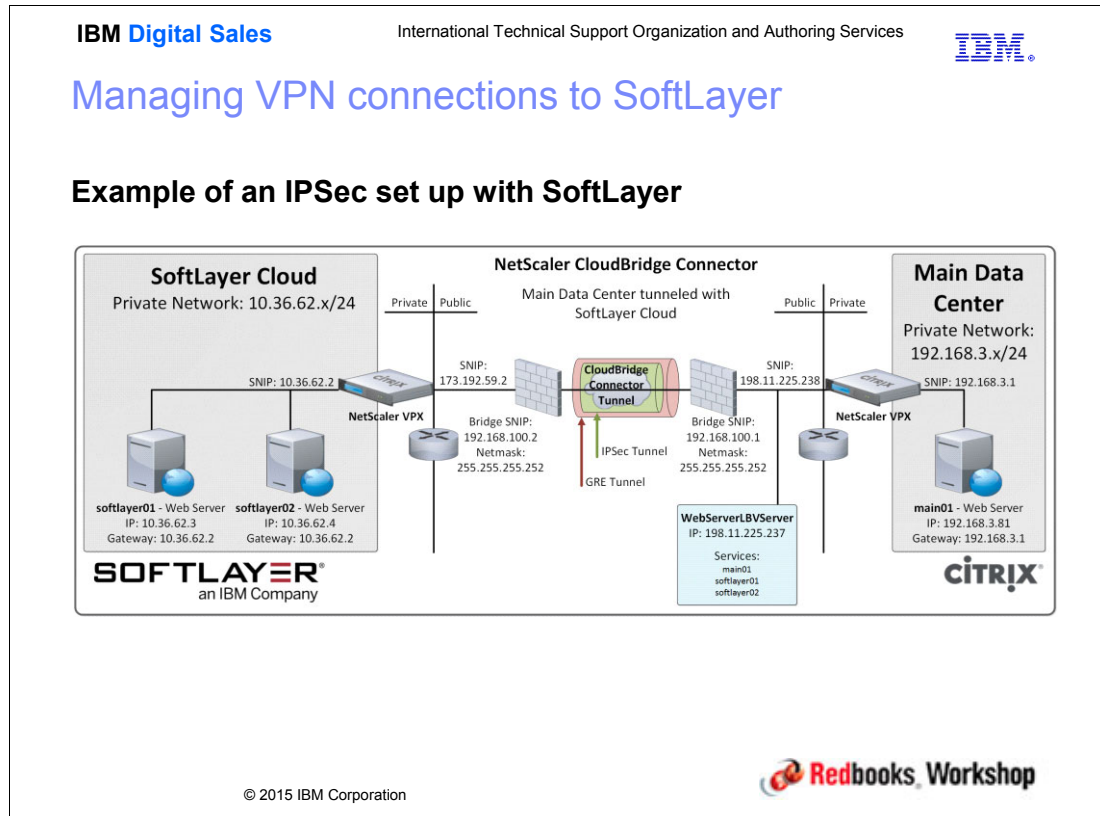 IBM Digital Sales
International Technical Support Organization and Authoring Services
IBM®
Managing VPN connections to SoftLayer
Example of an IPSec set up with SoftLayer
SoftLayer Cloud
Private Network: 10.36.62.x/24
SNIP: 10.36.62.2
CITRIX
NetScaler VPX
softlayer01 - Web Server
IP: 10.36.62.3
Gateway: 10.36.62.2
softlayer02 - Web Server
IP: 10.36.62.4
Gateway: 10.36.62.2
SOFTLAYER®
an IBM Company
Private
Public
NetScaler CloudBridge Connector
Main Data Center tunneled with
SoftLayer Cloud
SNIP:
173.192.59.2
CloudBridge
Connector
Tunnel
Bridge SNIP:
192.168.100.2
Netmask:
255.255.255.252
IPSec Tunnel
GRE Tunnel
Bridge SNIP:
192.168.100.1
Netmask:
255.255.255.252
SNIP:
198.11.225.238
WebServerLBVServer
IP: 198.11.225.237
Services:
main01
softlayer01
softlayer02
Public
Private
CITRIX
NetScaler VPX
Main Data
Center
Private Network:
192.168.3.x/24
SNIP: 192.168.3.1
main01 - Web Server
IP: 192.168.3.81
Gateway: 192.168.3.1
CİTRIX®
© 2015 IBM Corporation
Redbooks® Workshop